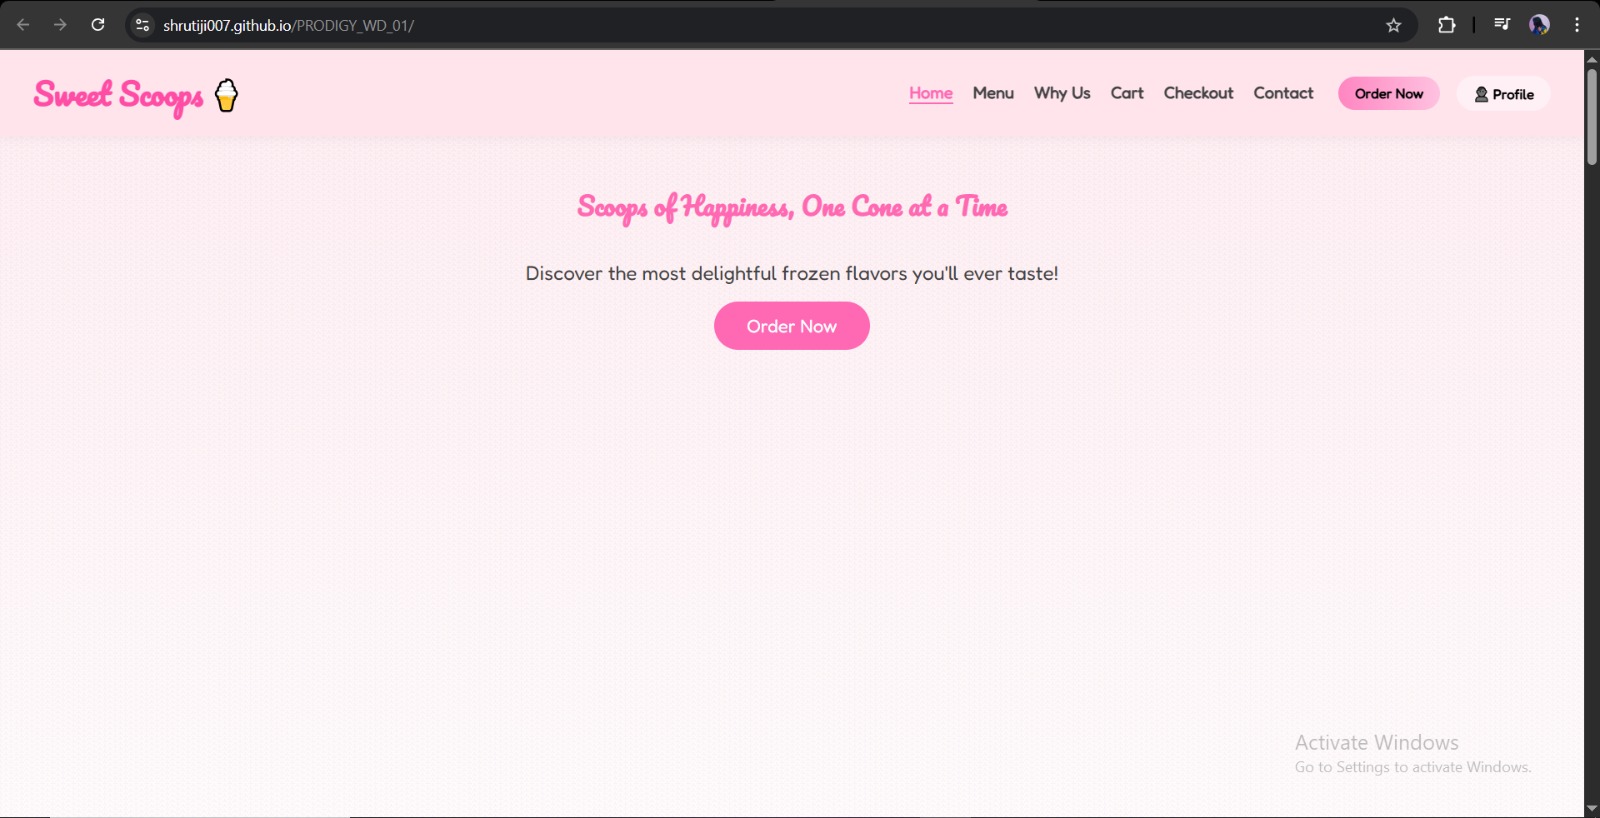 shrutiji007.github.io/PRODIGY_WD_01/
Sweet Scoops
Home Menu Why Us Cart Checkout Contact Order Now Profile
Scoops of Happiness, One Cone at a Time
Discover the most delightful frozen flavors you'll ever taste!
Order Now
Activate Windows
Go to Settings to activate Windows.